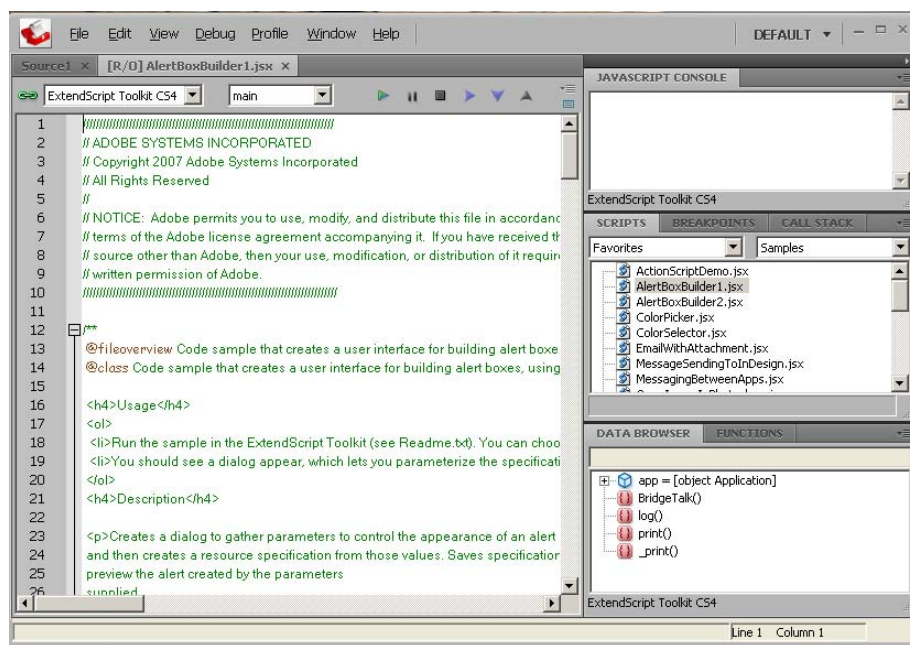 File Edit View Debug Profile Window Help
DEFAULT
Source1 × [R/O] AlertBoxBuilder1.jsx ×
ExtendScript Toolkit CS4 main
1 ////////////////////////////////////////////////////////////////////////////
2 // ADOBE SYSTEMS INCORPORATED
3 // Copyright 2007 Adobe Systems Incorporated
4 // All Rights Reserved
5 //
6 // NOTICE: Adobe permits you to use, modify, and distribute this file in accordanc
7 // terms of the Adobe license agreement accompanying it. If you have received th
8 // source other than Adobe, then your use, modification, or distribution of it require
9 // written permission of Adobe.
10 /////////////////////////////////////////////////////////////////////////////
11
12 /**
13 @fileoverview Code sample that creates a user interface for building alert boxe
14 @class Code sample that creates a user interface for building alert boxes, using
15
16 <h4>Usage</h4>
17 <ol>
18 <li>Run the sample in the ExtendScript Toolkit (see Readme.txt). You can choo
19 <li>You should see a dialog appear, which lets you parameterize the specificati
20 </ol>
21 <h4>Description</h4>
22
23 <p>Creates a dialog to gather parameters to control the appearance of an alert
24 and then creates a resource specification from those values. Saves specification
25 preview the alert created by the parameters
26 supplied
JAVASCRIPT CONSOLE
ExtendScript Toolkit CS4
SCRIPTS BREAKPOINTS CALL STACK
Favorites Samples
ActionScriptDemo.jsx
AlertBoxBuilder1.jsx
AlertBoxBuilder2.jsx
ColorPicker.jsx
ColorSelector.jsx
EmailWithAttachment.jsx
MessageSendingToInDesign.jsx
MessagingBetweenApps.jsx
DATA BROWSER FUNCTIONS
app = [object Application]
BridgeTalk()
log()
print()
_print()
ExtendScript Toolkit CS4
Line 1 Column 1